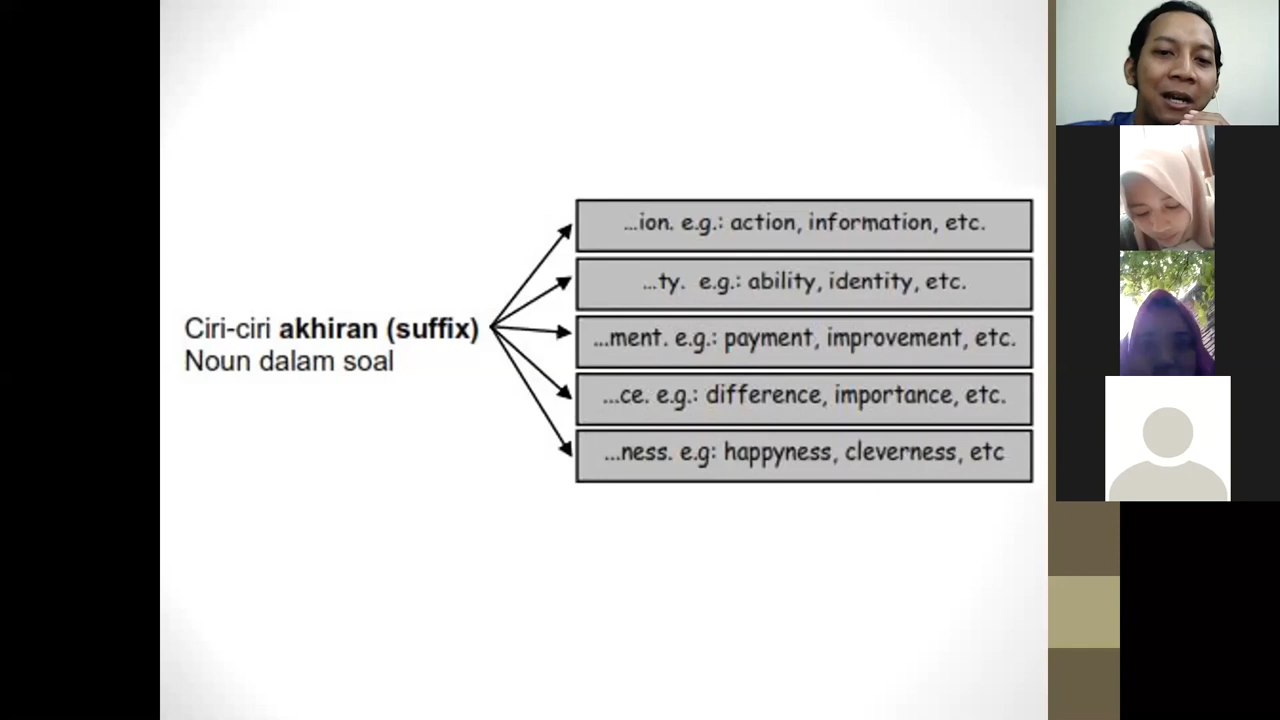 Ciri-ciri akhiran (suffix)
Noun dalam soal
...ion. e.g.: action, information, etc.
...ty. e.g.: ability, identity, etc.
...ment. e.g.: payment, improvement, etc.
...ce. e.g.: difference, importance, etc.
...ness. e.g: happyness, cleverness, etc